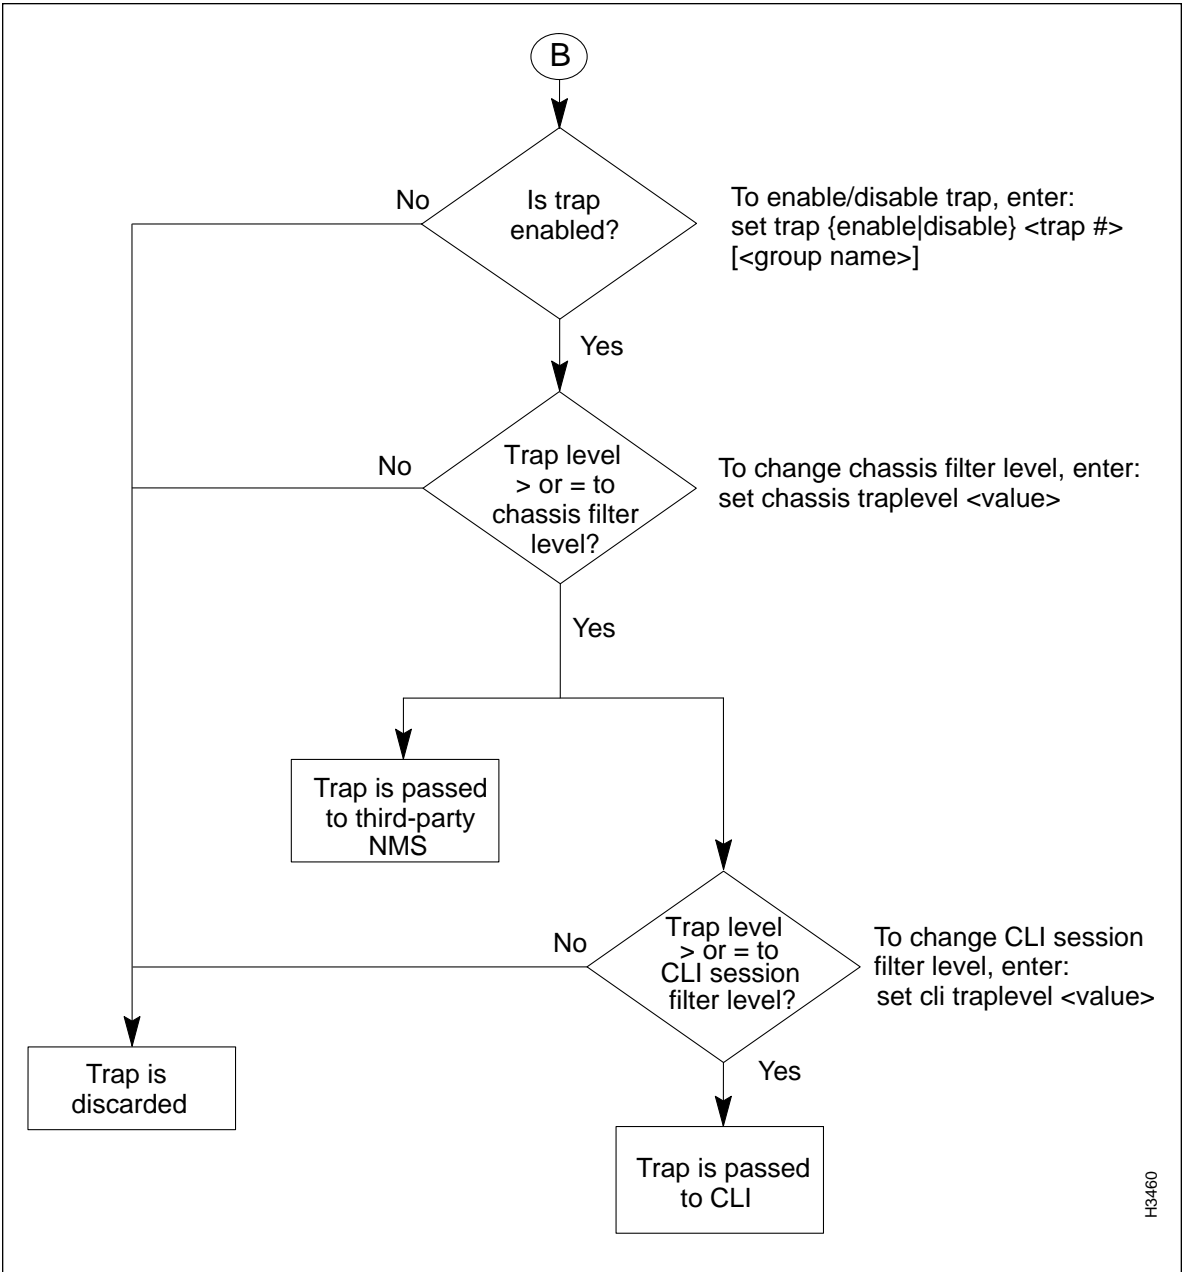 B
Is trap
enabled?
No
To enable/disable trap, enter:
set trap {enable|disable} <trap #>
[<group name>]
Yes
Trap level
> or = to
chassis filter
level?
No
To change chassis filter level, enter:
set chassis traplevel <value>
Yes
Trap is passed
to third-party
NMS
Trap level
> or = to
CLI session
filter level?
No
To change CLI session
filter level, enter:
set cli traplevel <value>
Yes
Trap is
discarded
Trap is passed
to CLI
H3460